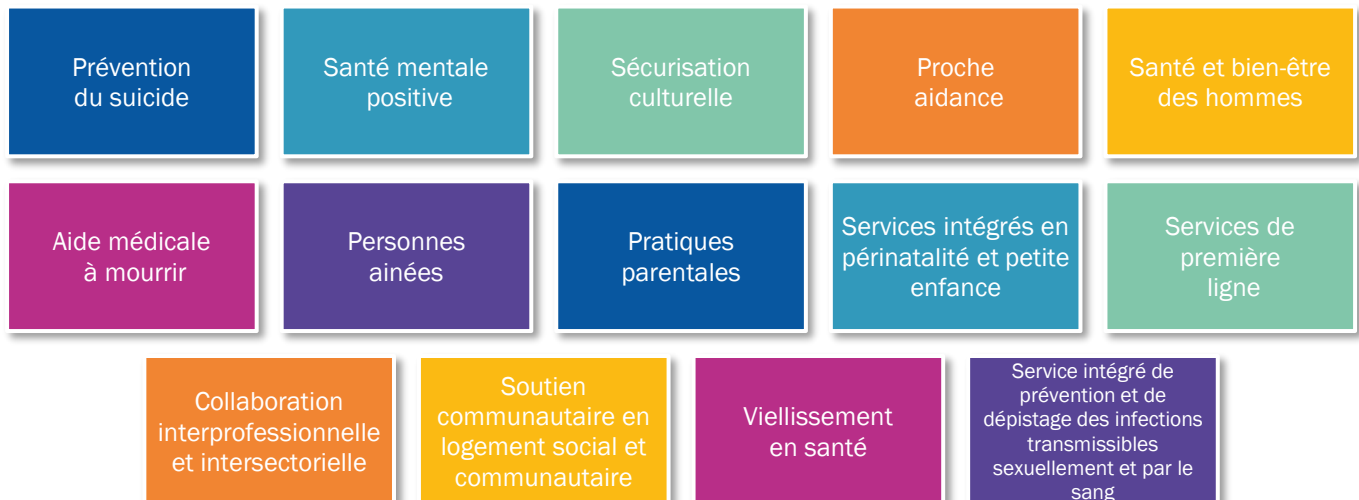 Prévention
du suicide
Santé mentale
positive
Sécurisation
culturelle
Proche
aidance
Santé et bien-être
des hommes
Aide médicale
à mourrir
Personnes
ainées
Pratiques
parentales
Services intégrés en
périnatalité et petite
enfance
Services de
première
ligne
Collaboration
interprofessionnelle
et intersectorielle
Soutien
communautaire en
logement social et
communautaire
Viellissement
en santé
Service intégré de
prévention et de
dépistage des infections
transmissibles
sexuellement et par le
sang